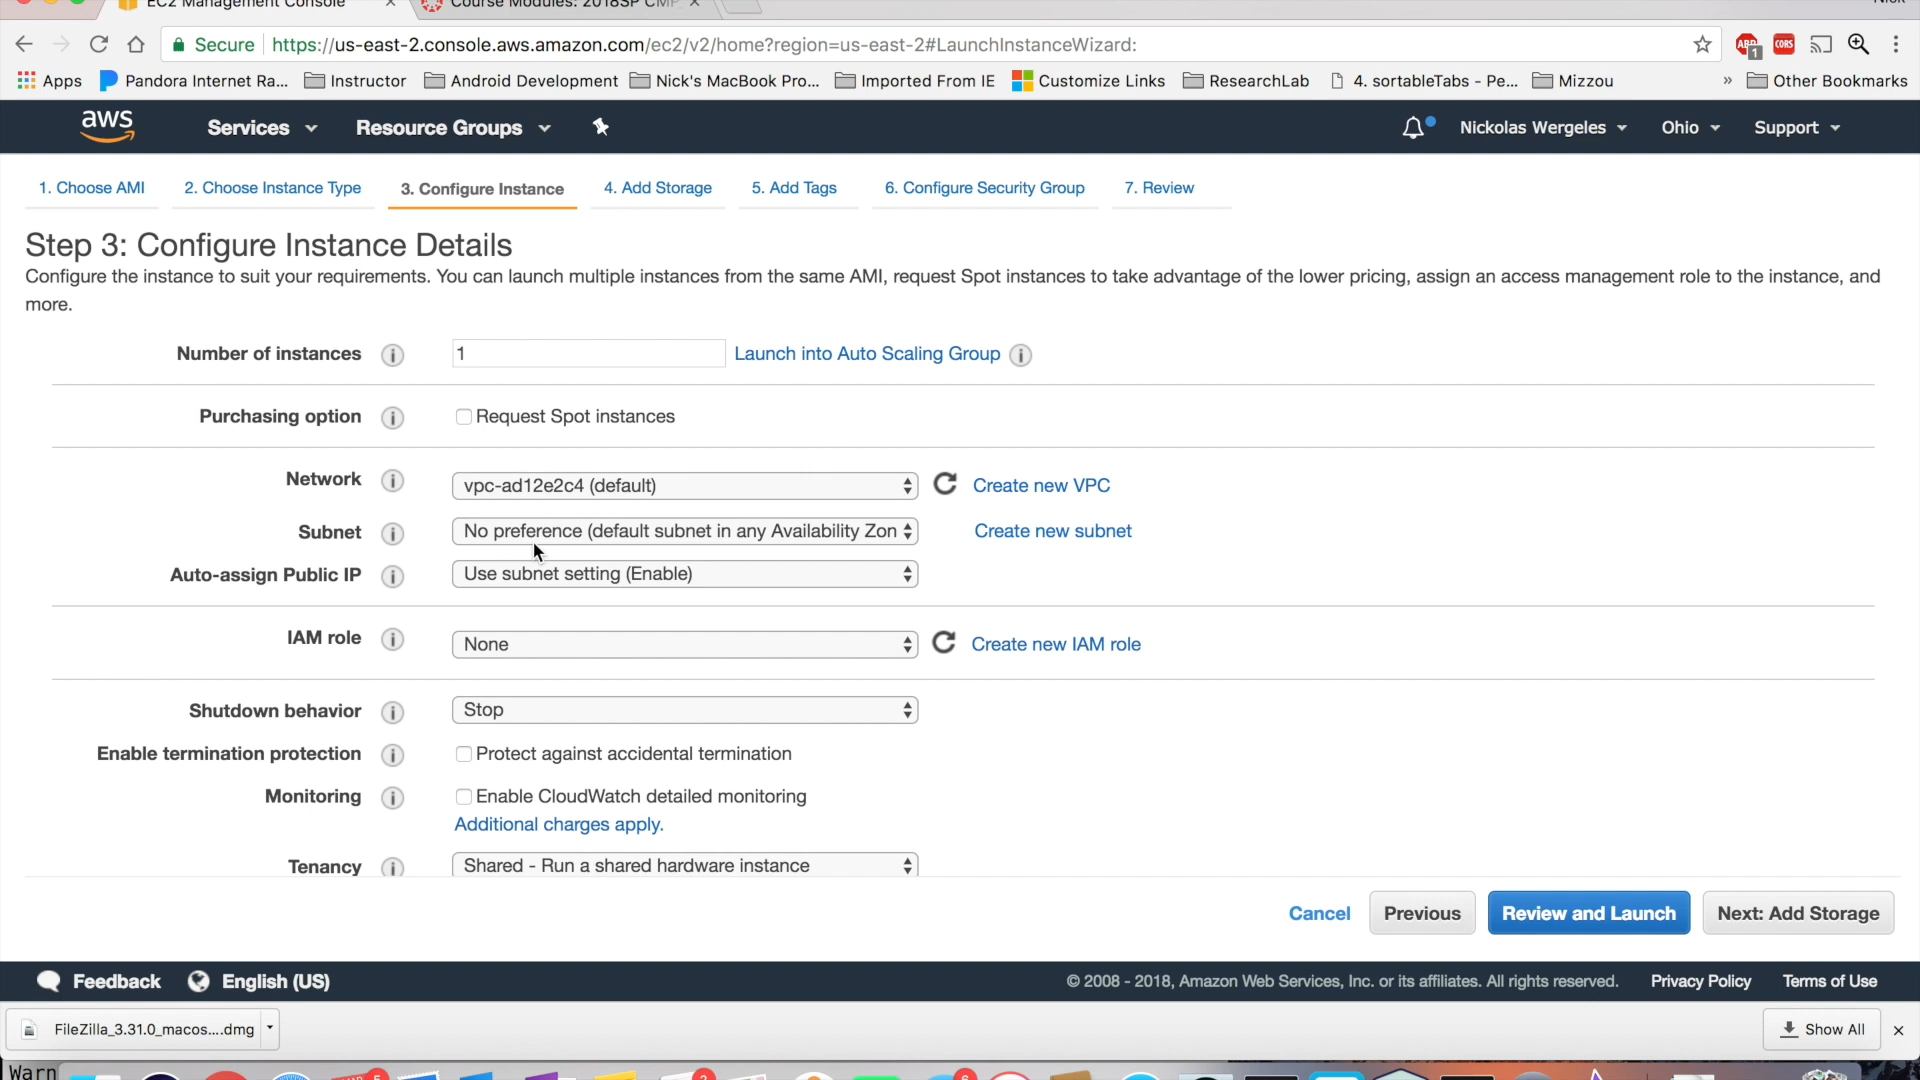 EC2 Management Console
Course Modules: 2018SP CMP
Nick
Secure
https://us-east-2.console.aws.amazon.com/ec2/v2/home?region=us-east-2#LaunchInstanceWizard:
ABP
1
CORS
Apps
Pandora Internet Ra...
Instructor
Android Development
Nick's MacBook Pro...
Imported From IE
Customize Links
ResearchLab
4. sortableTabs - Pe...
Mizzou
»
Other Bookmarks
aws
Services
Resource Groups
Nickolas Wergeles
Ohio
Support
1. Choose AMI
2. Choose Instance Type
3. Configure Instance
4. Add Storage
5. Add Tags
6. Configure Security Group
7. Review
Step 3: Configure Instance Details
Configure the instance to suit your requirements. You can launch multiple instances from the same AMI, request Spot instances to take advantage of the lower pricing, assign an access management role to the instance, and
more.
Number of instances
1
Launch into Auto Scaling Group
Purchasing option
Request Spot instances
Network
vpc-ad12e2c4 (default)
Create new VPC
Subnet
No preference (default subnet in any Availability Zon
Create new subnet
Auto-assign Public IP
Use subnet setting (Enable)
IAM role
None
Create new IAM role
Shutdown behavior
Stop
Enable termination protection
Protect against accidental termination
Monitoring
Enable CloudWatch detailed monitoring
Additional charges apply.
Tenancy
Shared - Run a shared hardware instance
Cancel
Previous
Review and Launch
Next: Add Storage
Feedback
English (US)
© 2008 - 2018, Amazon Web Services, Inc. or its affiliates. All rights reserved.
Privacy Policy
Terms of Use
FileZilla_3.31.0_macos....dmg
Show All
Warn